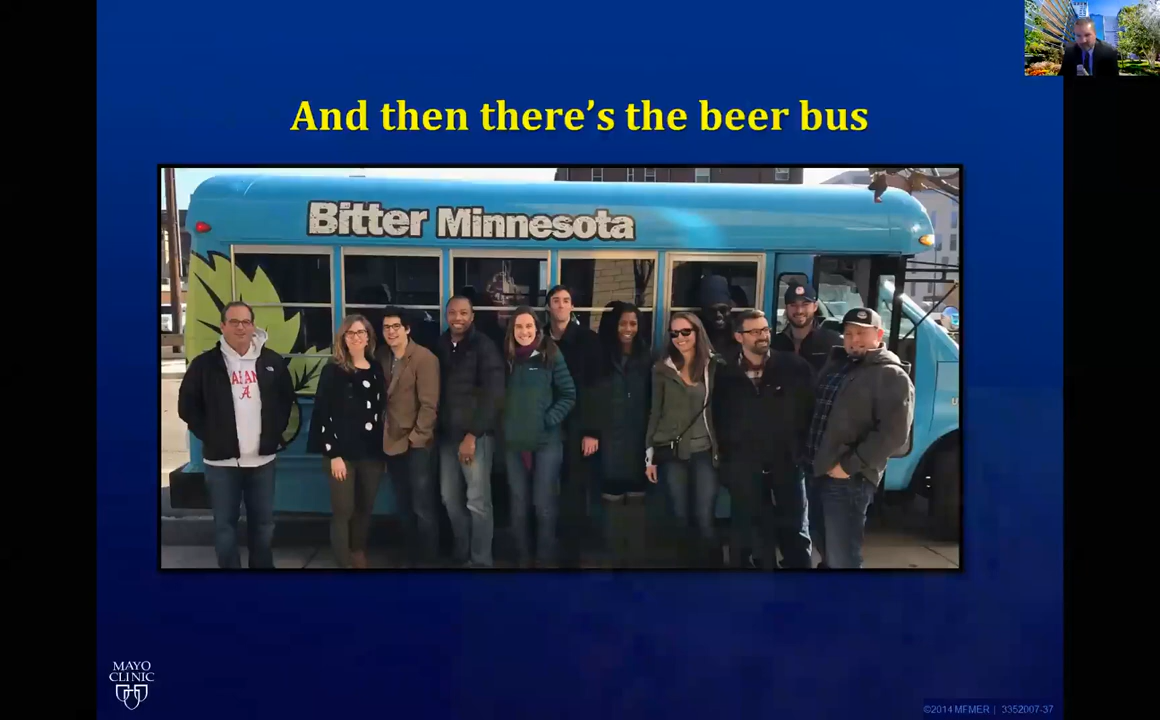 And then there's the beer bus
Bitter Minnesota
A
MAYO
CLINIC
©2014 MFMER | 3352007-37